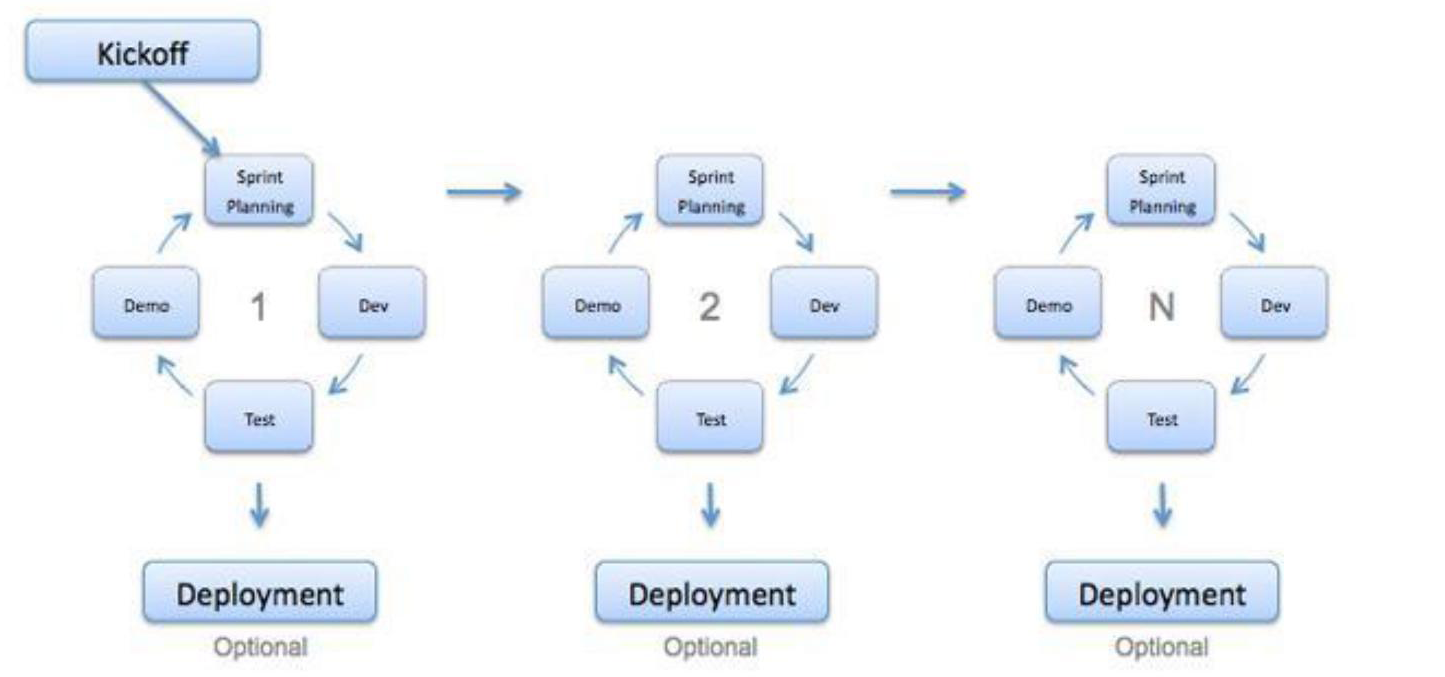 Kickoff
Sprint
Planning
Demo
1
Dev
Test
Deployment
Optional
Sprint
Planning
Demo
2
Dev
Test
Deployment
Optional
Sprint
Planning
Demo
N
Dev
Test
Deployment
Optional